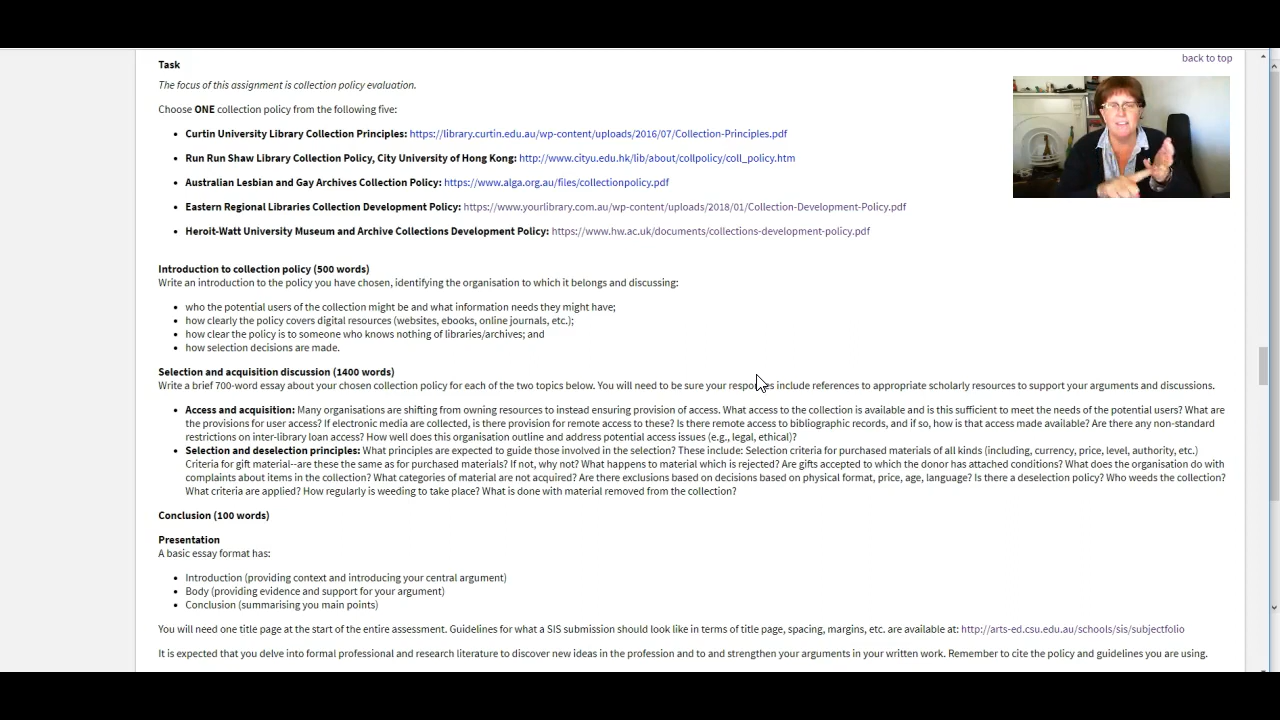 back to top
Task
The focus of this assignment is collection policy evaluation.
Choose ONE collection policy from the following five:
• Curtin University Library Collection Principles: https://library.curtin.edu.au/wp-content/uploads/2016/07/Collection-Principles.pdf
• Run Run Shaw Library Collection Policy, City University of Hong Kong: http://www.cityu.edu.hk/lib/about/collpolicy/coll_policy.htm
• Australian Lesbian and Gay Archives Collection Policy: https://www.alga.org.au/files/collectionpolicy.pdf
• Eastern Regional Libraries Collection Development Policy: https://www.yourlibrary.com.au/wp-content/uploads/2018/01/Collection-Development-Policy.pdf
• Heroit-Watt University Museum and Archive Collections Development Policy: https://www.hw.ac.uk/documents/collections-development-policy.pdf
Introduction to collection policy (500 words)
Write an introduction to the policy you have chosen, identifying the organisation to which it belongs and discussing:
• who the potential users of the collection might be and what information needs they might have;
• how clearly the policy covers digital resources (websites, ebooks, online journals, etc.);
• how clear the policy is to someone who knows nothing of libraries/archives; and
• how selection decisions are made.
Selection and acquisition discussion (1400 words)
Write a brief 700-word essay about your chosen collection policy for each of the two topics below. You will need to be sure your responses include references to appropriate scholarly resources to support your arguments and discussions.
• Access and acquisition: Many organisations are shifting from owning resources to instead ensuring provision of access. What access to the collection is available and is this sufficient to meet the needs of the potential users? What are
the provisions for user access? If electronic media are collected, is there provision for remote access to these? Is there remote access to bibliographic records, and if so, how is that access made available? Are there any non-standard
restrictions on inter-library loan access? How well does this organisation outline and address potential access issues (e.g., legal, ethical)?
• Selection and deselection principles: What principles are expected to guide those involved in the selection? These include: Selection criteria for purchased materials of all kinds (including, currency, price, level, authority, etc.)
Criteria for gift material--are these the same as for purchased materials? If not, why not? What happens to material which is rejected? Are gifts accepted to which the donor has attached conditions? What does the organisation do with
complaints about items in the collection? What categories of material are not acquired? Are there exclusions based on decisions based on physical format, price, age, language? Is there a deselection policy? Who weeds the collection?
What criteria are applied? How regularly is weeding to take place? What is done with material removed from the collection?
Conclusion (100 words)
Presentation
A basic essay format has:
• Introduction (providing context and introducing your central argument)
• Body (providing evidence and support for your argument)
• Conclusion (summarising you main points)
You will need one title page at the start of the entire assessment. Guidelines for what a SIS submission should look like in terms of title page, spacing, margins, etc. are available at: http://arts-ed.csu.edu.au/schools/sis/subjectfolio
It is expected that you delve into formal professional and research literature to discover new ideas in the profession and to and strengthen your arguments in your written work. Remember to cite the policy and guidelines you are using.